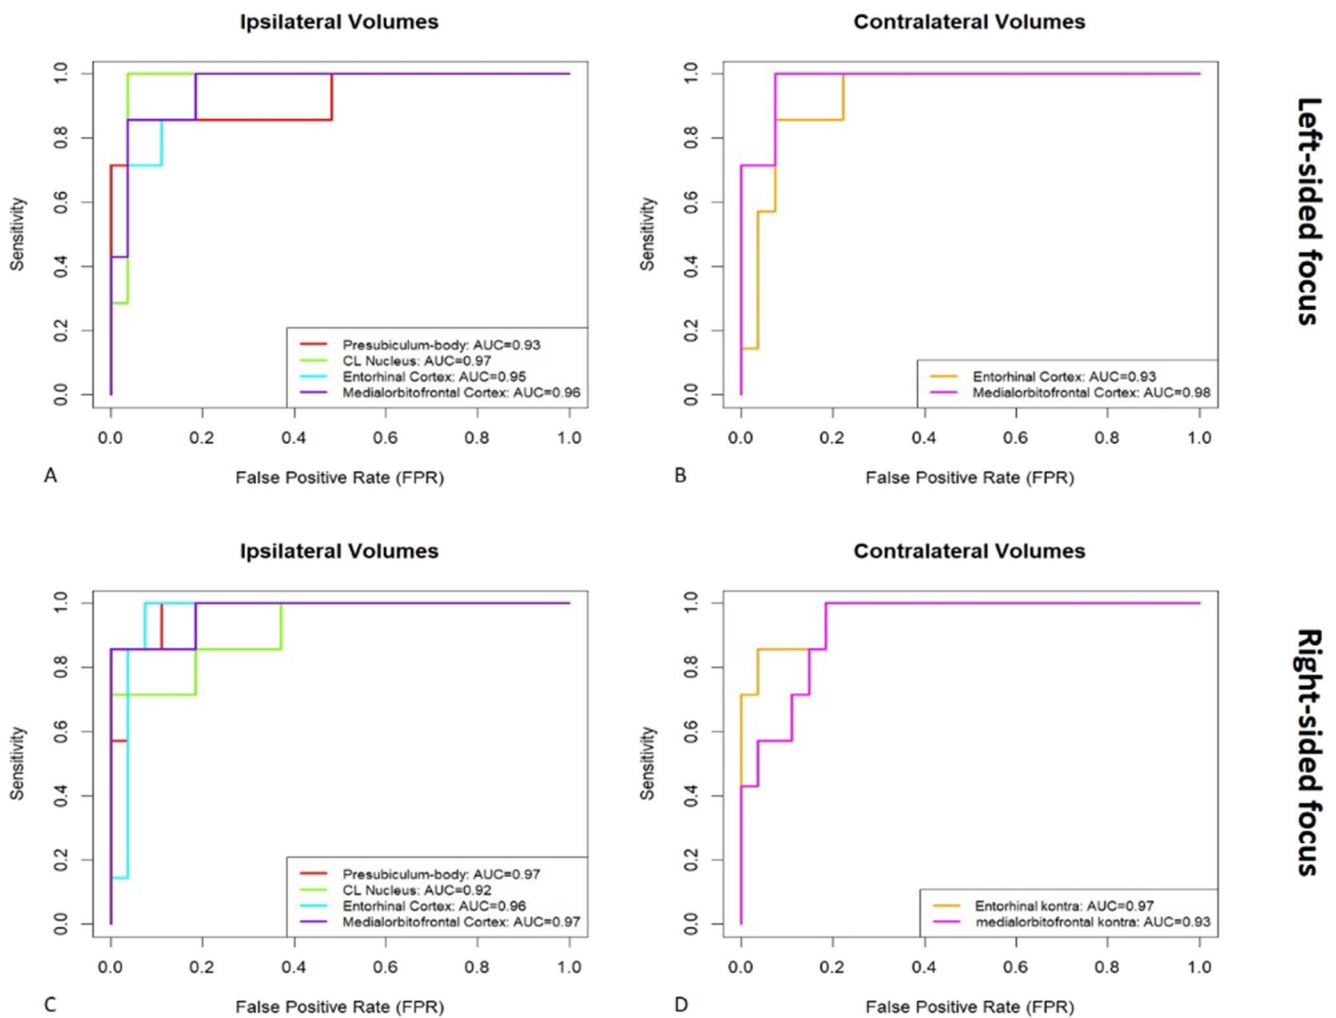 Ipsilateral Volumes
Sensitivity
0.0 0.2 0.4 0.6 0.8 1.0
Presubiculum-body: AUC=0.93
CL Nucleus: AUC=0.97
Entorhinal Cortex: AUC=0.95
Medialorbitofrontal Cortex: AUC=0.96
0.0 0.2 0.4 0.6 0.8 1.0
A
False Positive Rate (FPR)
Contralateral Volumes
Sensitivity
0.0 0.2 0.4 0.6 0.8 1.0
Entorhinal Cortex: AUC=0.93
Medialorbitofrontal Cortex: AUC=0.98
0.0 0.2 0.4 0.6 0.8 1.0
B
False Positive Rate (FPR)
Left-sided focus
Ipsilateral Volumes
Sensitivity
0.0 0.2 0.4 0.6 0.8 1.0
Presubiculum-body: AUC=0.97
CL Nucleus: AUC=0.92
Entorhinal Cortex: AUC=0.96
Medialorbitofrontal Cortex: AUC=0.97
0.0 0.2 0.4 0.6 0.8 1.0
C
False Positive Rate (FPR)
Contralateral Volumes
Sensitivity
0.0 0.2 0.4 0.6 0.8 1.0
Entorhinal kontra: AUC=0.97
medialorbitofrontal kontra: AUC=0.93
0.0 0.2 0.4 0.6 0.8 1.0
D
False Positive Rate (FPR)
Right-sided focus